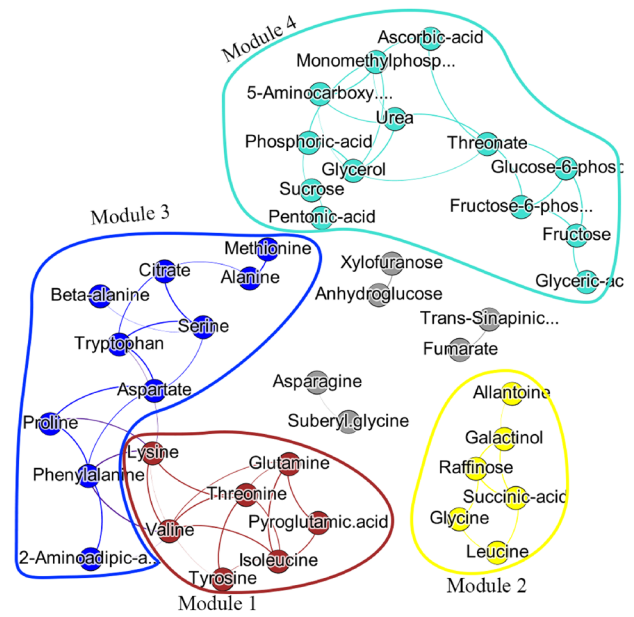 Module 4
Ascorbic-acid
Monomethylphosp...
5-Aminocarboxy....
Urea
Phosphoric-acid
Threonate
Glycerol
Glucose-6-phosp
Sucrose
Fructose-6-phos...
Pentonic-acid
Fructose
Glyceric-ac
Module 3
Methionine
Citrate
Alanine
Beta-alanine
Serine
Tryptophan
Aspartate
Proline
Phenylalanine
2-Aminoadipic-a..
Xylofuranose
Anhydroglucose
Trans-Sinapinic...
Fumarate
Asparagine
Suberyl.glycine
Lysine
Glutamine
Threonine
Pyroglutamic.acid
Valine
Isoleucine
Tyrosine
Module 1
Allantoine
Galactinol
Raffinose
Succinic-acid
Glycine
Leucine
Module 2